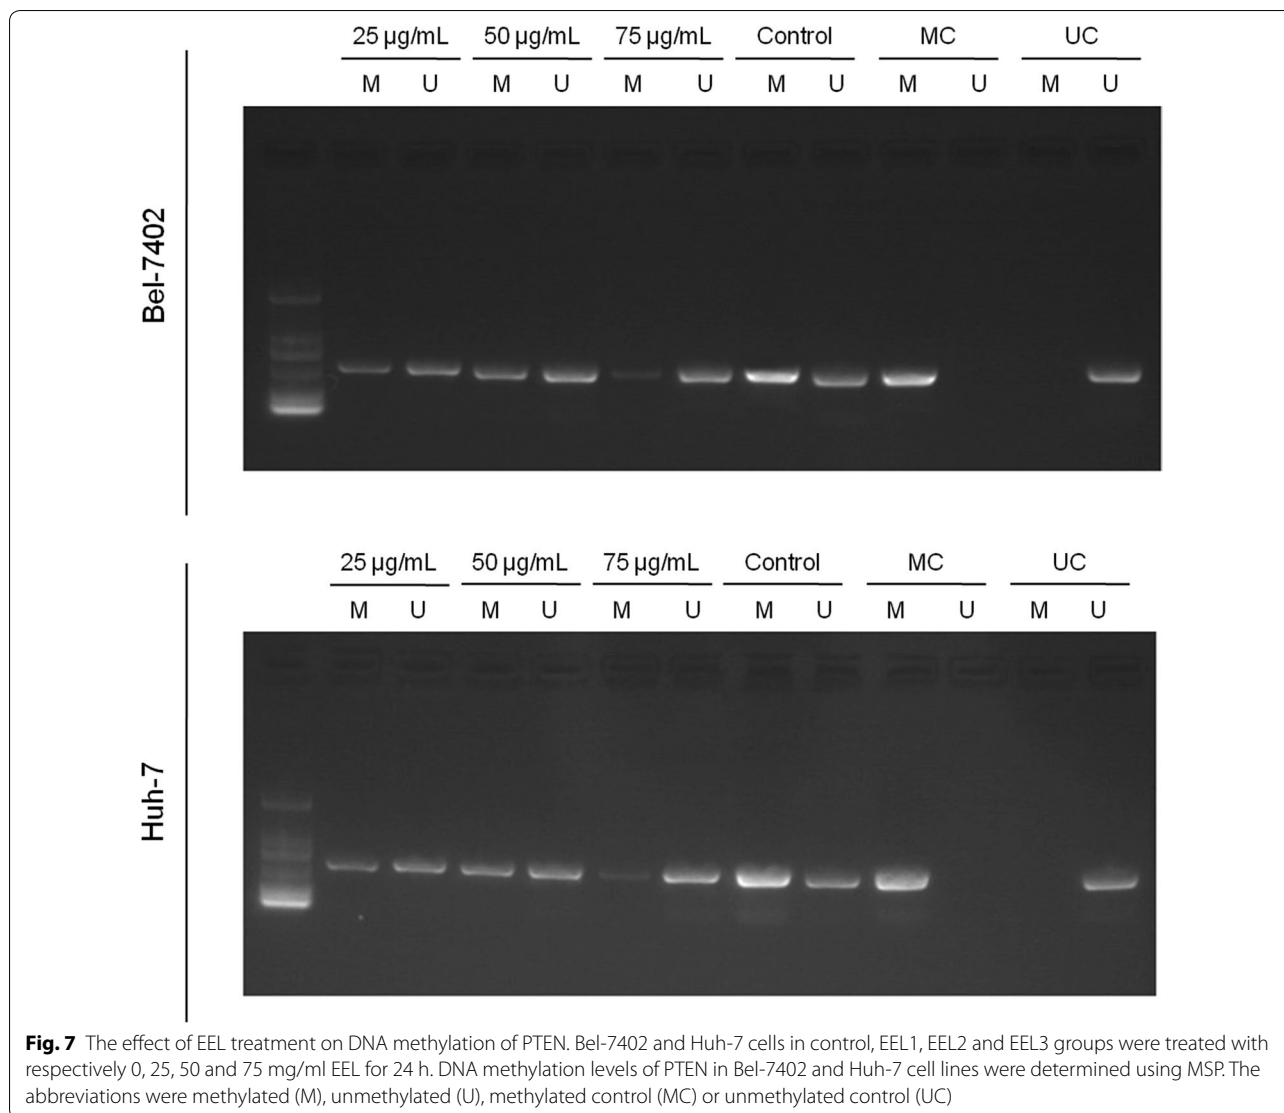 25 µg/mL 50 µg/mL 75 µg/mL Control MC UC
M U M U M U M U M U M U
Bel-7402
25 µg/mL 50 µg/mL 75 µg/mL Control MC UC
M U M U M U M U M U M U
Huh-7
Fig. 7 The effect of EEL treatment on DNA methylation of PTEN. Bel-7402 and Huh-7 cells in control, EEL1, EEL2 and EEL3 groups were treated with
respectively 0, 25, 50 and 75 mg/ml EEL for 24 h. DNA methylation levels of PTEN in Bel-7402 and Huh-7 cell lines were determined using MSP. The
abbreviations were methylated (M), unmethylated (U), methylated control (MC) or unmethylated control (UC)